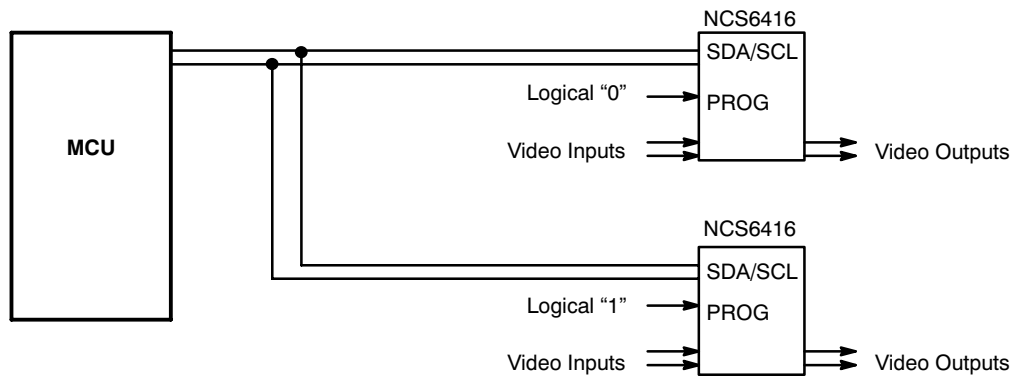 NCS6416
SDA/SCL
Logical “0”
PROG
MCU
Video Inputs
Video Outputs
NCS6416
SDA/SCL
Logical “1”
PROG
Video Inputs
Video Outputs